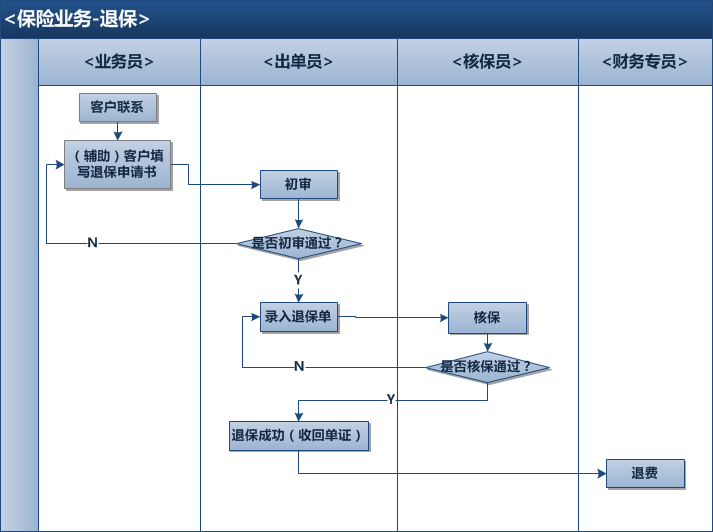 <保险业务-退保>
<业务员>
<出单员>
<核保员>
<财务专员>
客户联系
（辅助）客户填
写退保申请书
初审
是否初审通过？
N
Y
录入退保单
核保
是否核保通过？
N
Y
退保成功（收回单证）
退费